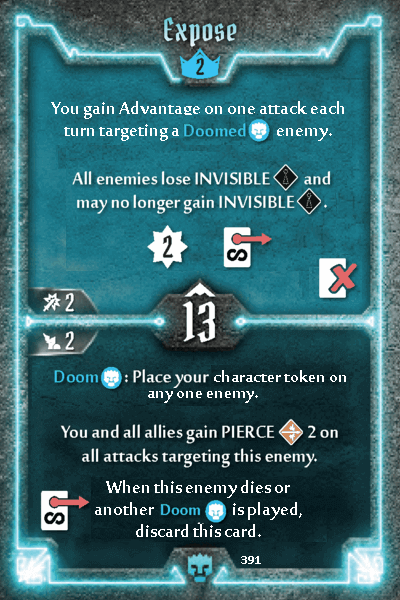 Expose
2
You gain Advantage on one attack each
turn targeting a Doomed enemy.
All enemies lose INVISIBLE and
may no longer gain INVISIBLE .
2
S
2
13
2
Doom : Place your character token on
any one enemy.
You and all allies gain PIERCE 2 on
all attacks targeting this enemy.
When this enemy dies or
S
another Doom is played,
discard this card.
391